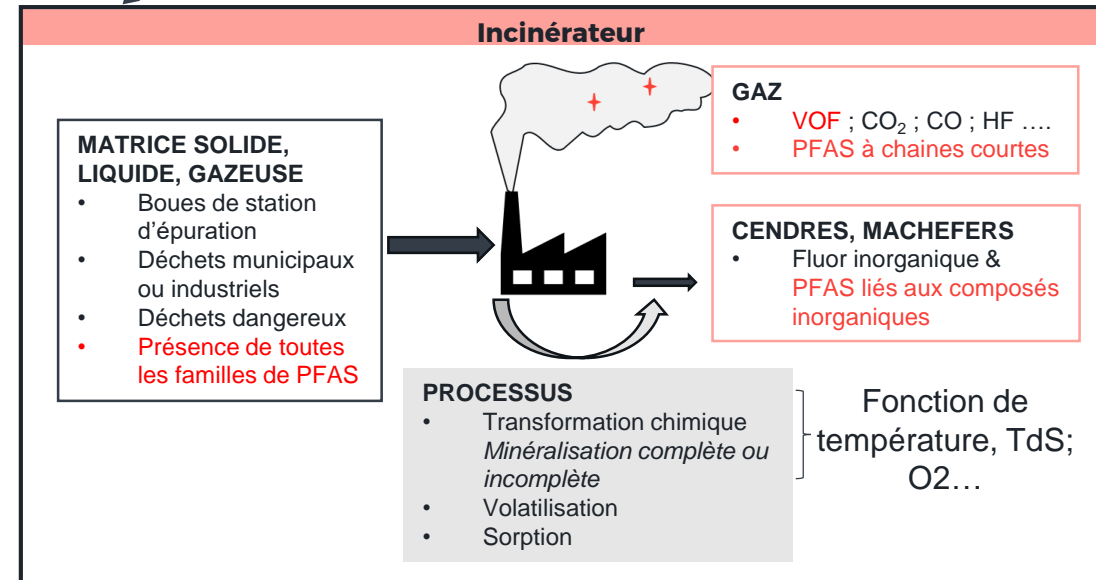 Incinérateur
MATRICE SOLIDE,
LIQUIDE, GAZEUSE
• Boues de station
d'épuration
• Déchets municipaux
ou industriels
• Déchets dangereux
• Présence de toutes
les familles de PFAS
GAZ
• VOF ; CO₂ ; CO ; HF ….
• PFAS à chaines courtes
CENDRES, MACHEFERS
• Fluor inorganique &
PFAS liés aux composés
inorganiques
PROCESSUS
• Transformation chimique
Minéralisation complète ou
incomplète
• Volatilisation
• Sorption
Fonction de
température, TdS;
O2…